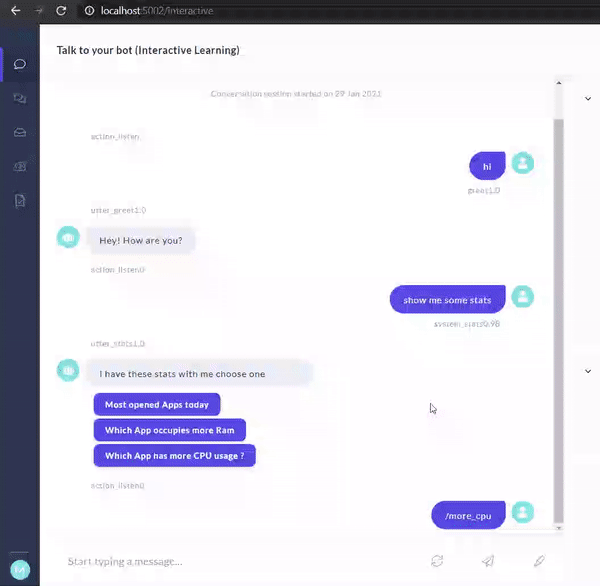 localhost:5002/interactive
Talk to your bot (Interactive Learning)
Conversation session started on 29 Jan 2021
action_listen
hi
greet1.0
utter_greet1.0
Hey! How are you?
action_listen0
show me some stats
system_stats0.98
utter_stats1.0
I have these stats with me choose one
Most opened Apps today
Which App occupies more Ram
Which App has more CPU usage ?
action_listen0
/more_cpu
Start typing a message...
M